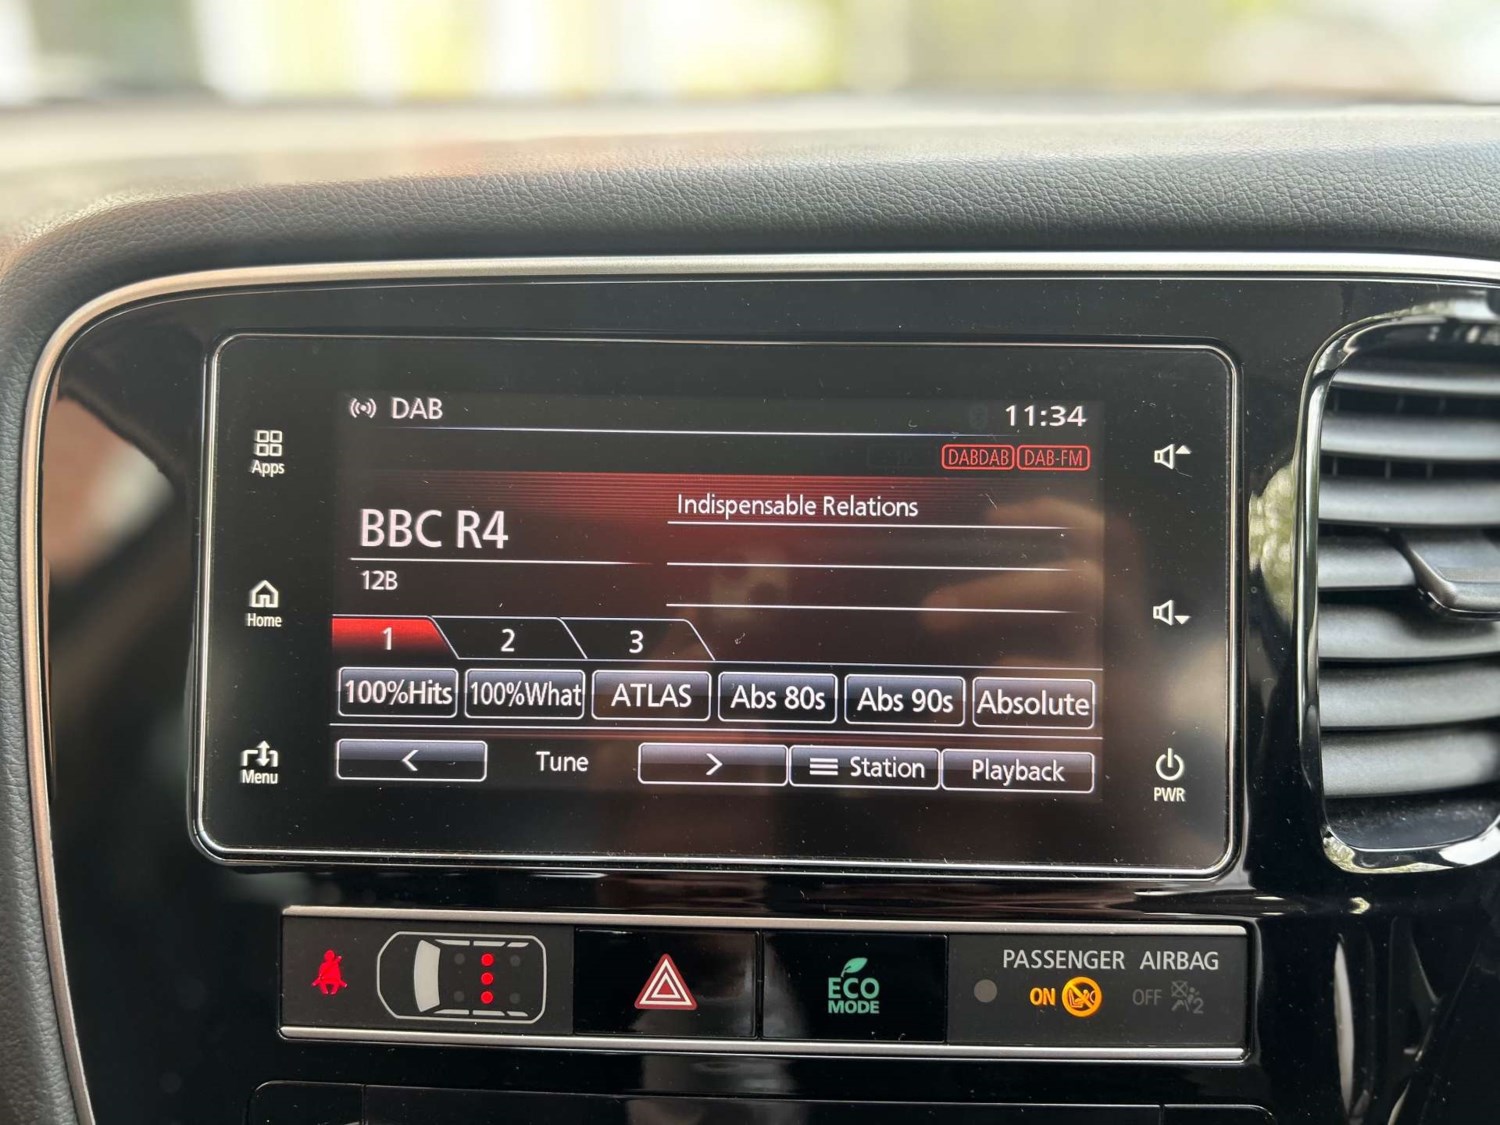 DAB
11:34
DABDAB DAB-FM
Apps
Indispensable Relations
BBC R4
12B
Home
1 2 3
100%Hits 100%What ATLAS Abs 80s Abs 90s Absolute
< Tune > Station Playback
Menu
PWR
PASSENGER AIRBAG
ECO
MODE
ON OFF 2